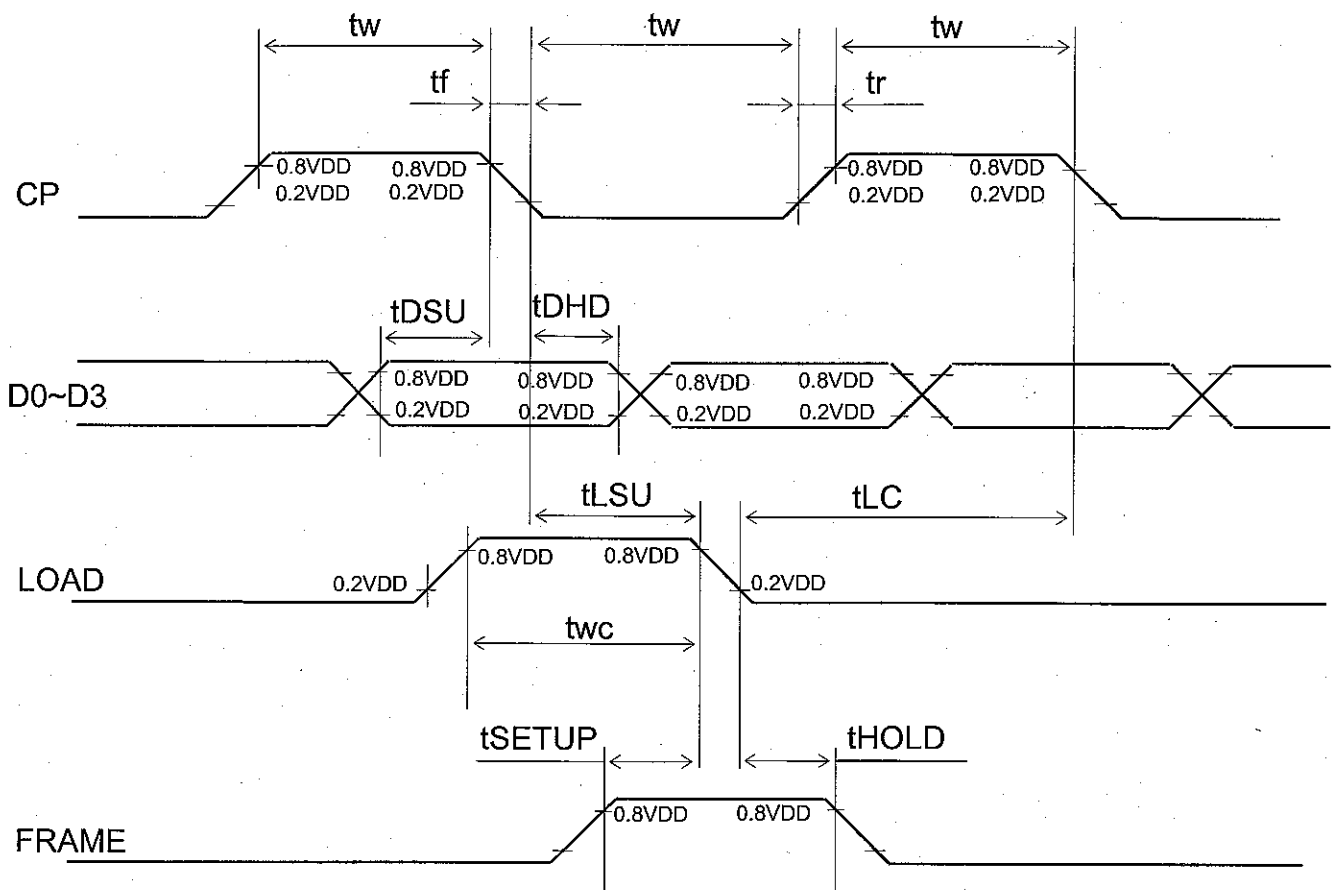 tw tw tw
tf tr
0.8VDD 0.8VDD 0.8VDD 0.8VDD
CP 0.2VDD 0.2VDD 0.2VDD 0.2VDD
tDSU tDHD
0.8VDD 0.8VDD 0.8VDD 0.8VDD
D0~D3 0.2VDD 0.2VDD 0.2VDD 0.2VDD
tLSU tLC
0.8VDD 0.8VDD
LOAD 0.2VDD 0.2VDD
twc
tSETUP tHOLD
0.8VDD 0.8VDD
FRAME